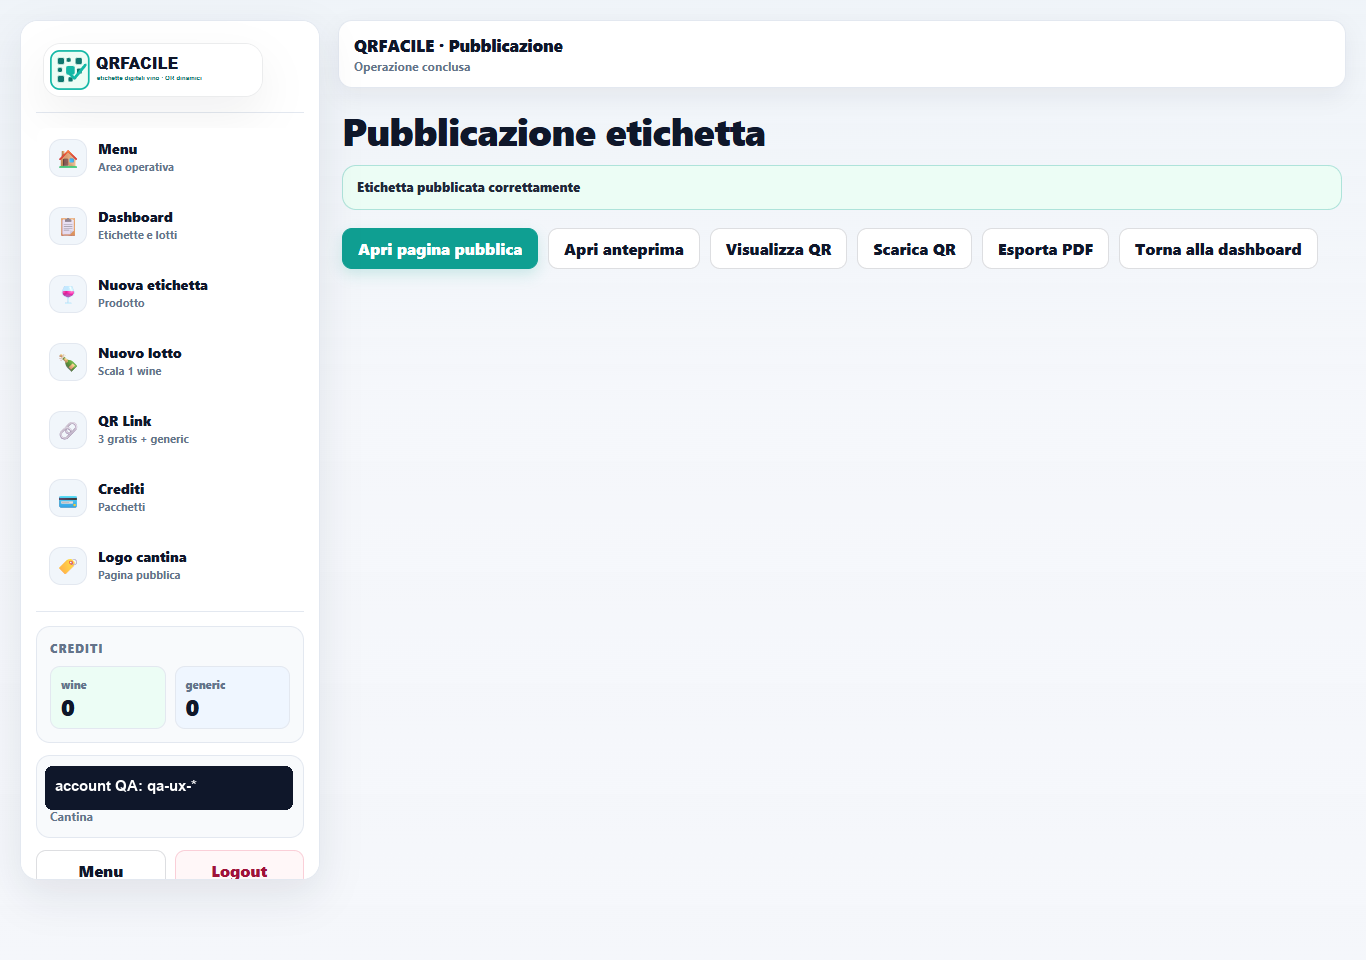 QRFACILE
etichette digitali vino · QR dinamici
Menu
Area operativa
Dashboard
Etichette e lotti
Nuova etichetta
Prodotto
Nuovo lotto
Scala 1 wine
QR Link
3 gratis + generic
Crediti
Pacchetti
Logo cantina
Pagina pubblica
CREDITI
wine
0
generic
0
account QA: qa-ux-*
Cantina
Menu
Logout
QRFACILE · Pubblicazione
Operazione conclusa
Pubblicazione etichetta
Etichetta pubblicata correttamente
Apri pagina pubblica
Apri anteprima
Visualizza QR
Scarica QR
Esporta PDF
Torna alla dashboard